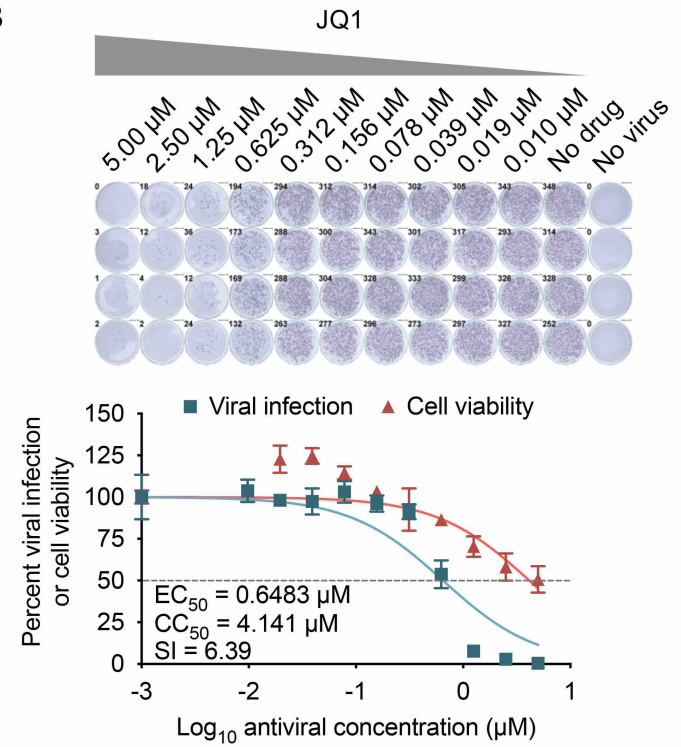 B
JQ1
5.00 µM 2.50 µM 1.25 µM 0.625 µM 0.312 µM 0.156 µM 0.078 µM 0.039 µM 0.019 µM 0.010 µM No drug No virus
0 18 24 194 294 312 314 302 305 343 348 0
3 12 36 173 288 300 343 301 317 293 314 0
1 4 12 169 288 304 328 333 299 326 328 0
2 2 24 132 263 277 296 273 297 327 252 0
Viral infection Cell viability
Percent viral infection
or cell viability
150
125
100
75
50
25
0
EC50 = 0.6483 µM
CC50 = 4.141 µM
SI = 6.39
-3 -2 -1 0 1
Log10 antiviral concentration (µM)